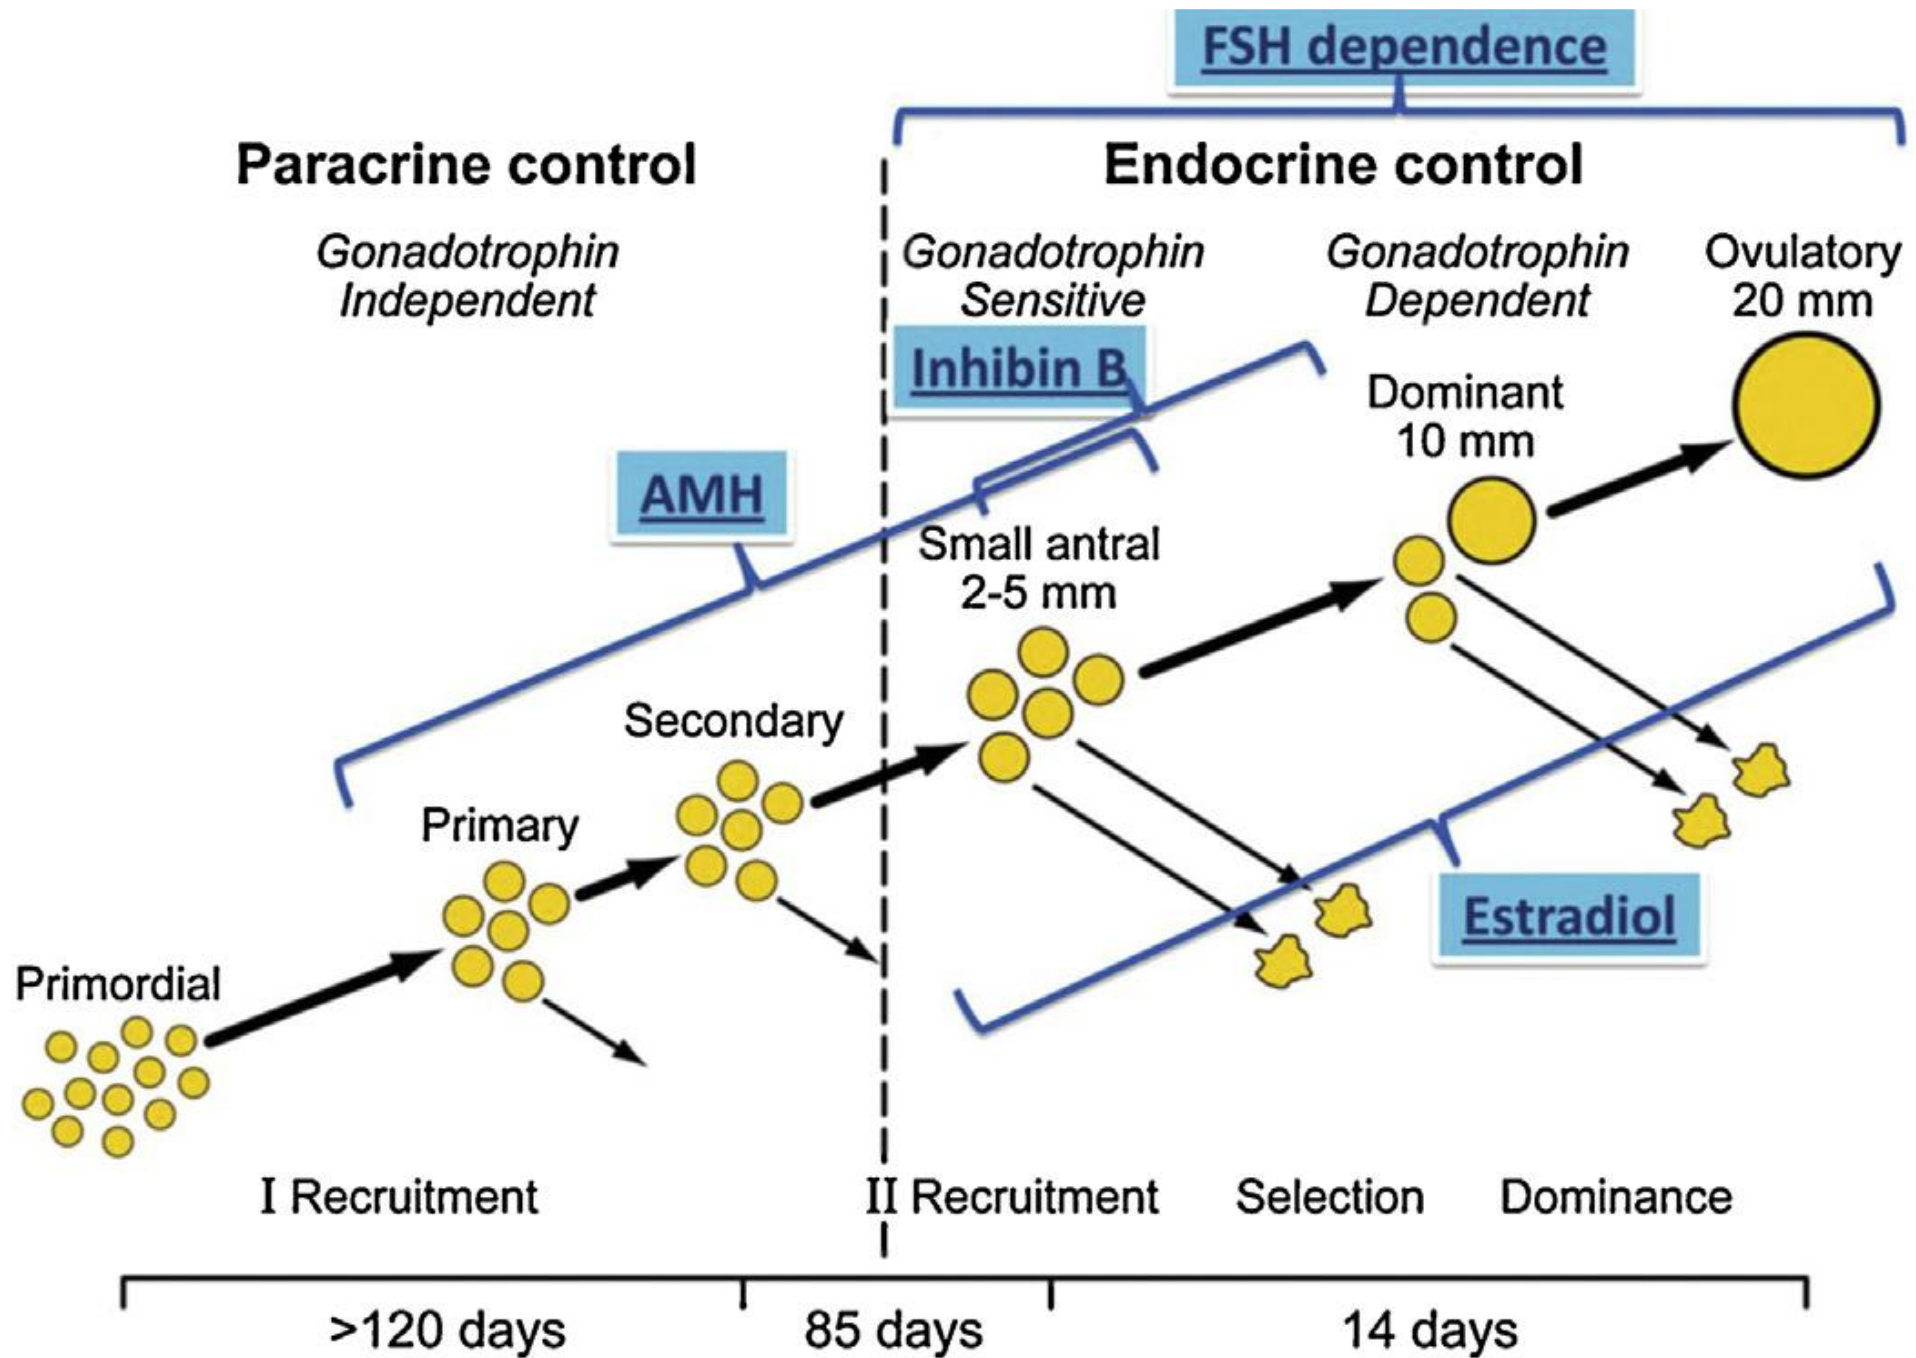 FSH dependence
Paracrine control
Endocrine control
Gonadotrophin
Independent
Gonadotrophin
Sensitive
Gonadotrophin
Dependent
Ovulatory
20 mm
Inhibin B
Dominant
10 mm
AMH
Small antral
2-5 mm
Secondary
Primary
Estradiol
Primordial
I Recruitment
II Recruitment
Selection
Dominance
>120 days
85 days
14 days